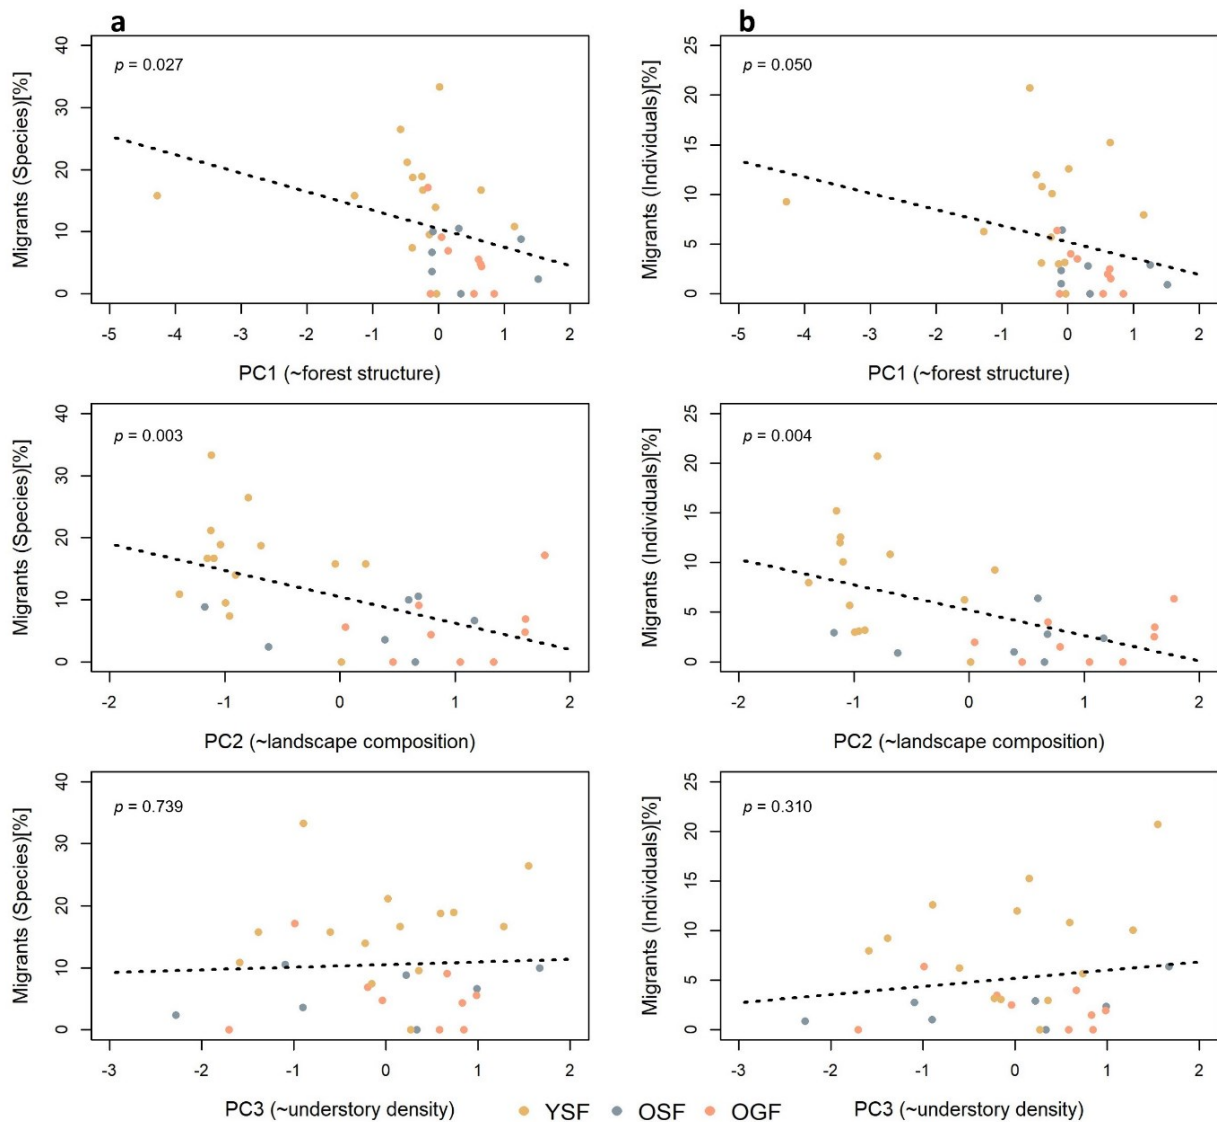 a
b
Migrants (Species)[%]
p = 0.027
40
30
20
10
0
-5 -4 -3 -2 -1 0 1 2
PC1 (~forest structure)
Migrants (Individuals)[%]
p = 0.050
25
20
15
10
5
0
-5 -4 -3 -2 -1 0 1 2
PC1 (~forest structure)
Migrants (Species)[%]
p = 0.003
40
30
20
10
0
-2 -1 0 1 2
PC2 (~landscape composition)
Migrants (Individuals)[%]
p = 0.004
25
20
15
10
5
0
-2 -1 0 1 2
PC2 (~landscape composition)
Migrants (Species)[%]
p = 0.739
40
30
20
10
0
-3 -2 -1 0 1 2
PC3 (~understory density)
Migrants (Individuals)[%]
p = 0.310
25
20
15
10
5
0
-3 -2 -1 0 1 2
PC3 (~understory density)
YSF OSF OGF